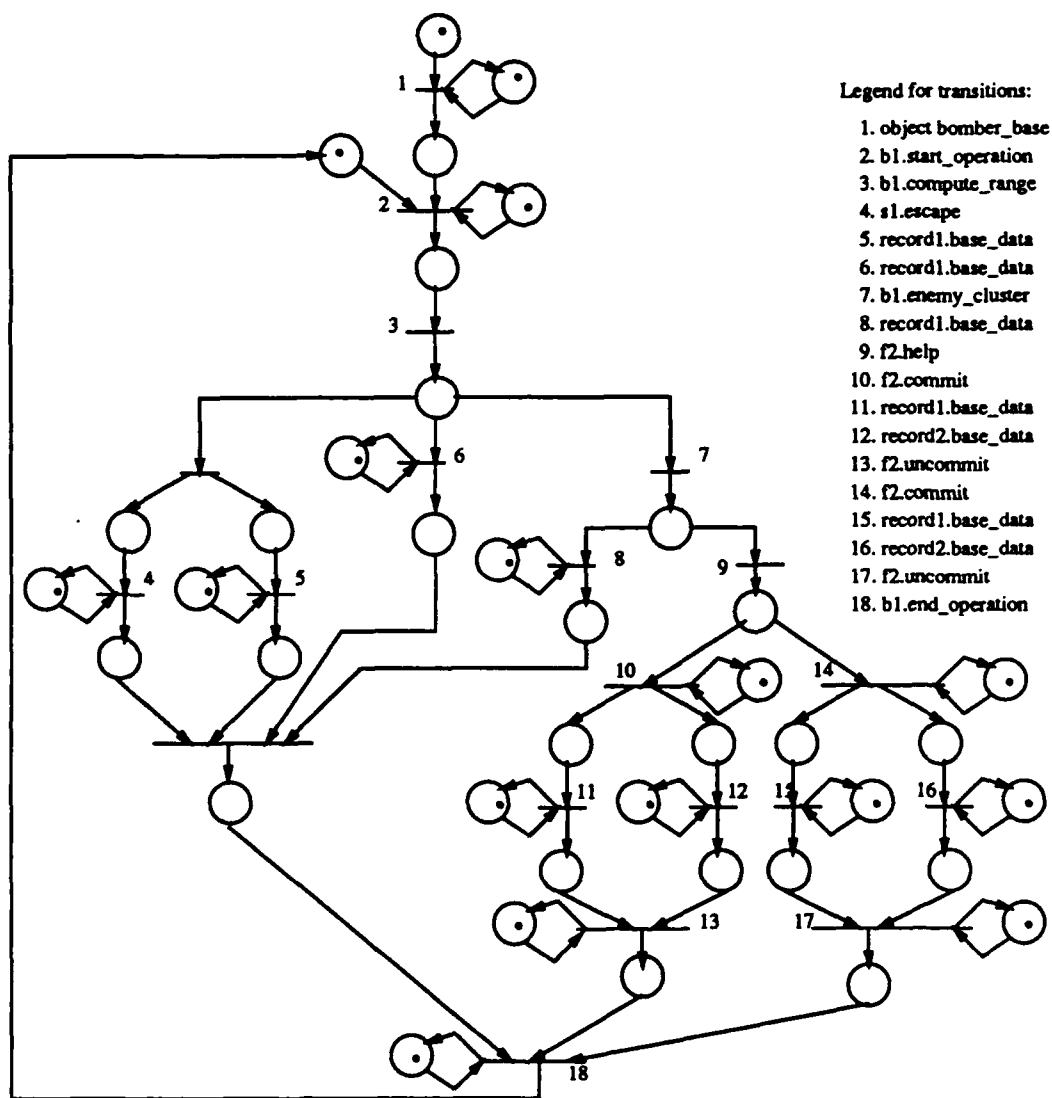 Legend for transitions:
1. object bomber_base
2. b1.start_operation
3. b1.compute_range
4. s1.escape
5. record1.base_data
6. record1.base_data
7. b1.enemy_cluster
8. record1.base_data
9. f2.help
10. f2.commit
11. record1.base_data
12. record2.base_data
13. f2.uncommit
14. f2.commit
15. record1.base_data
16. record2.base_data
17. f2.uncommit
18. b1.end_operation
1
2
3
6
7
4
5
8
9
10
14
11
12
15
16
13
17
18